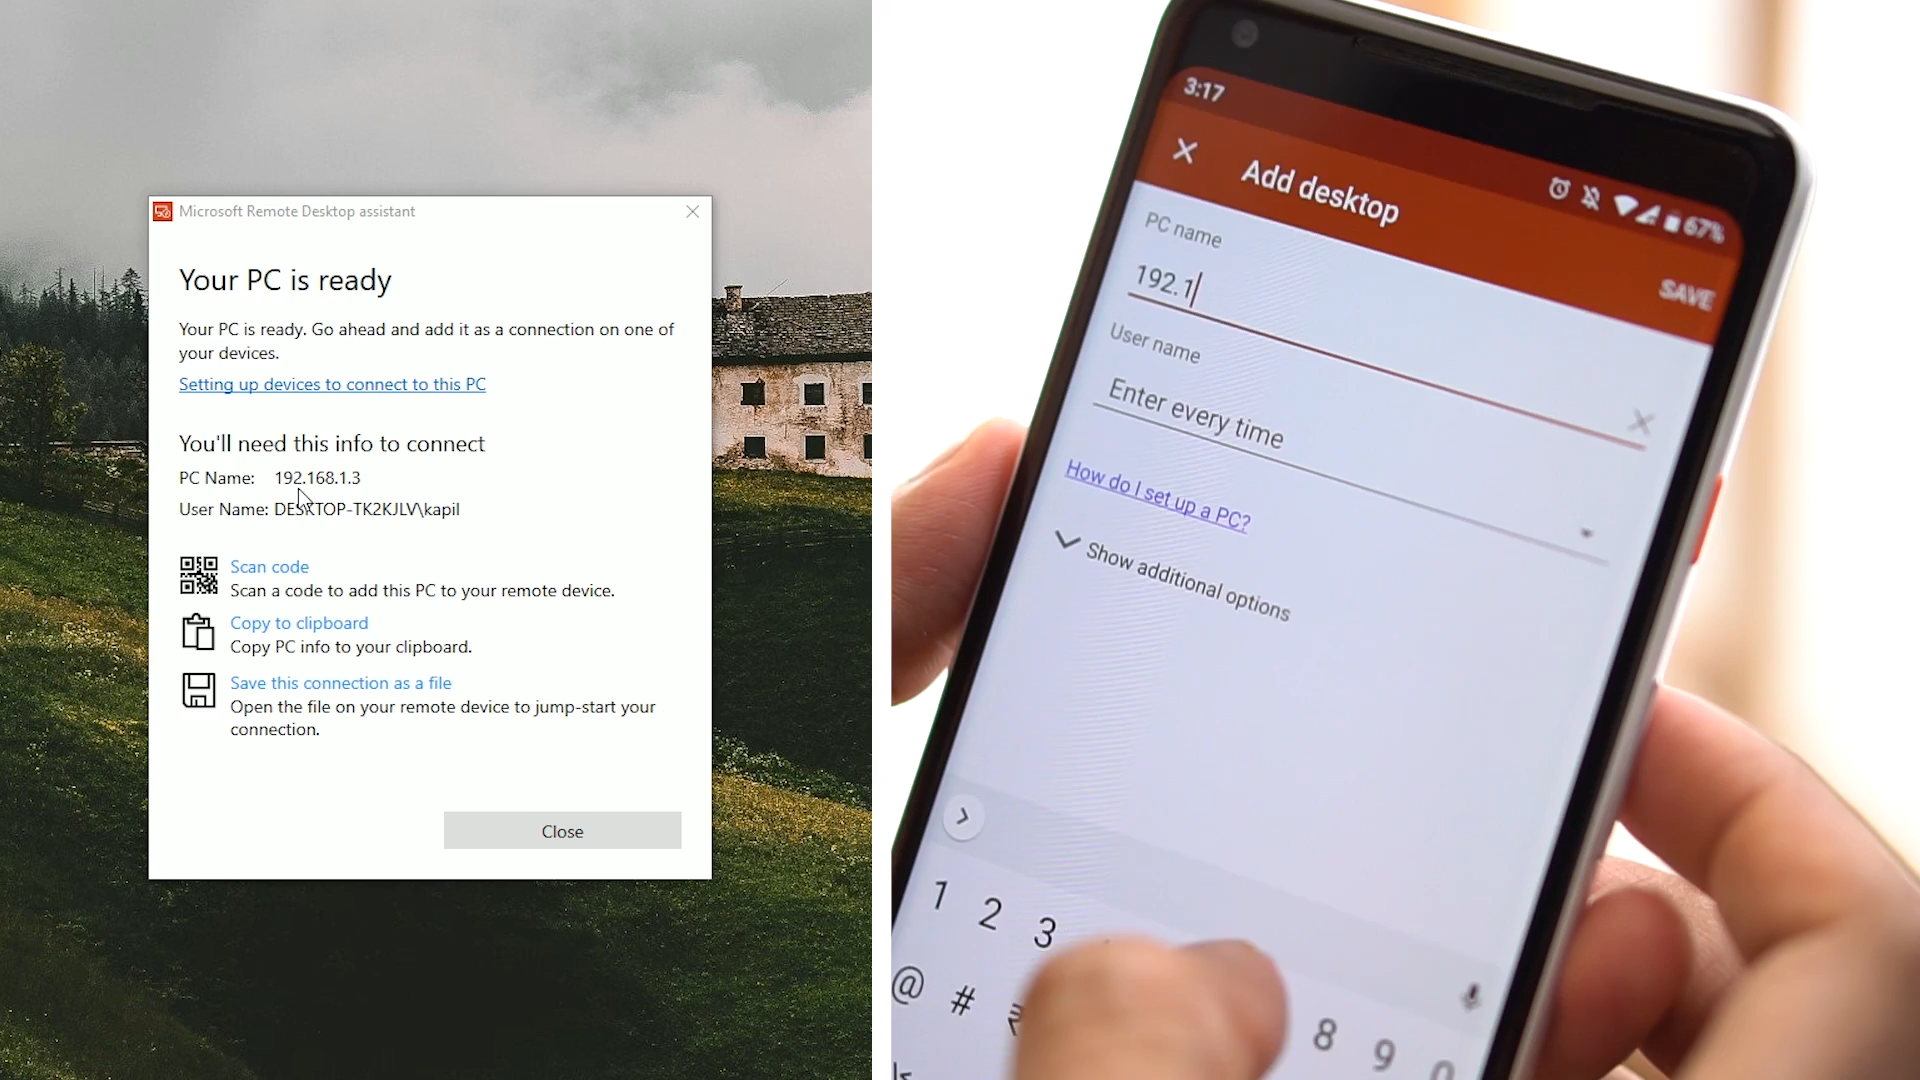 Microsoft Remote Desktop assistant
Your PC is ready
Your PC is ready. Go ahead and add it as a connection on one of
your devices.
Setting up devices to connect to this PC
You'll need this info to connect
PC Name: 192.168.1.3
User Name: DESKTOP-TK2KJLV\kapil
Scan code
Scan a code to add this PC to your remote device.
Copy to clipboard
Copy PC info to your clipboard.
Save this connection as a file
Open the file on your remote device to jump-start your
connection.
Close
3:17
67%
Add desktop
SAVE
PC name
192.1
User name
Enter every time
How do I set up a PC?
Show additional options
1 2 3
8 9 0
@ # ₹